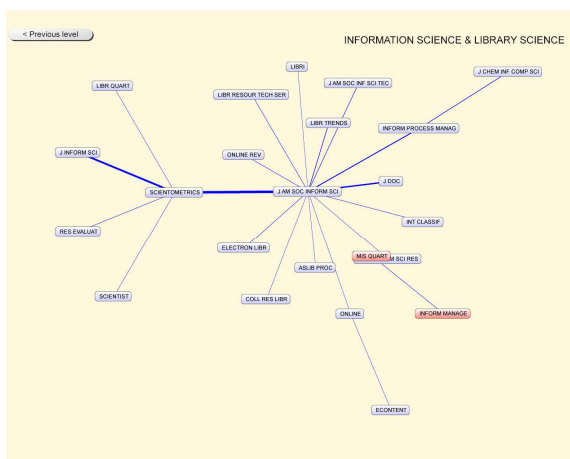 < Previous level
INFORMATION SCIENCE & LIBRARY SCIENCE
LIBRI
J CHEM INF COMP SCI
LIBR QUART
J AM SOC INF SCI TEC
LIBR RESOUR TECH SER
LIBR TRENDS
INFORM PROCESS MANAG
J INFORM SCI
ONLINE REV
J DOC
SCIENTOMETRICS
J AM SOC INFORM SCI
INT CLASSIF
RES EVALUAT
ELECTRON LIBR
MIS QUART
M SCI RES
ASLIB PROC
SCIENTIST
COLL RES LIBR
ONLINE
INFORM MANAGE
ECONTENT